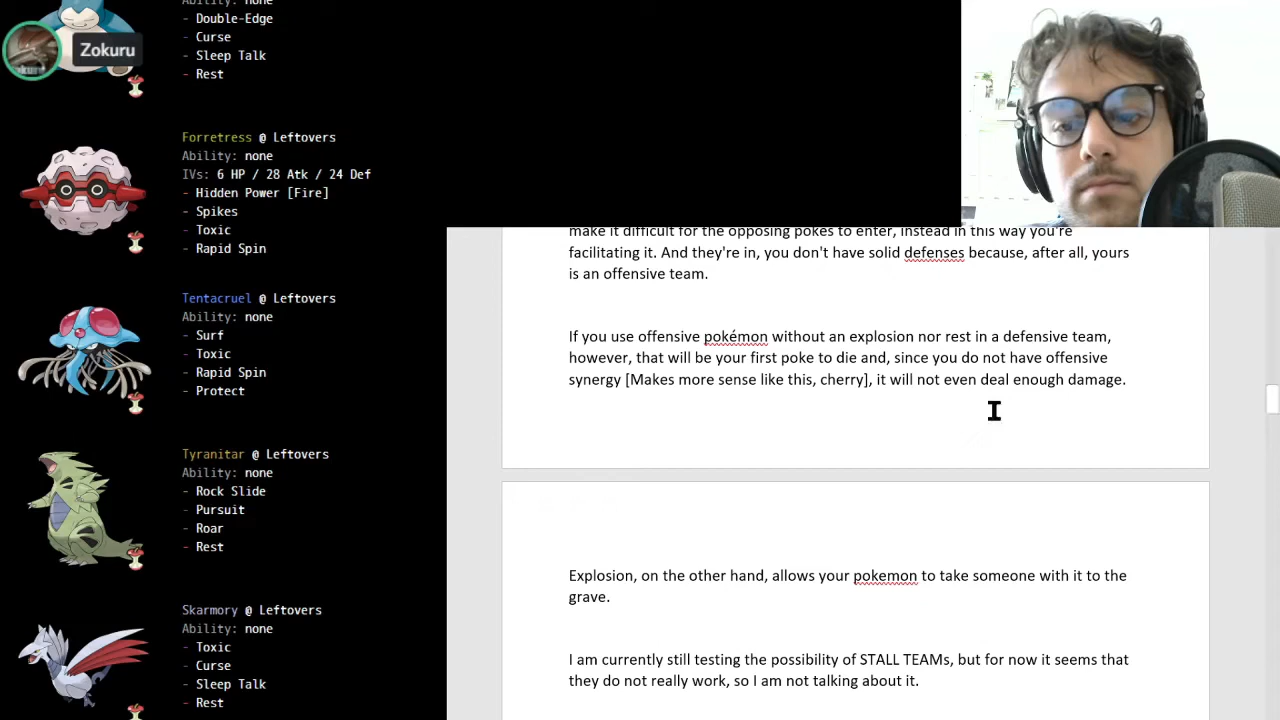 Ability: none
- Double-Edge
- Curse
- Sleep Talk
- Rest
Zokuru
Forretress @ Leftovers
Ability: none
IVs: 6 HP / 28 Atk / 24 Def
- Hidden Power [Fire]
- Spikes
- Toxic
- Rapid Spin
Tentacruel @ Leftovers
Ability: none
- Surf
- Toxic
- Rapid Spin
- Protect
Tyranitar @ Leftovers
Ability: none
- Rock Slide
- Pursuit
- Roar
- Rest
Skarmory @ Leftovers
Ability: none
- Toxic
- Curse
- Sleep Talk
- Rest
make it difficult for the opposing pokes to enter, instead in this way you're
facilitating it. And they're in, you don't have solid defenses because, after all, yours
is an offensive team.
If you use offensive pokémon without an explosion nor rest in a defensive team,
however, that will be your first poke to die and, since you do not have offensive
synergy [Makes more sense like this, cherry], it will not even deal enough damage.
Explosion, on the other hand, allows your pokemon to take someone with it to the
grave.
I am currently still testing the possibility of STALL TEAMs, but for now it seems that
they do not really work, so I am not talking about it.